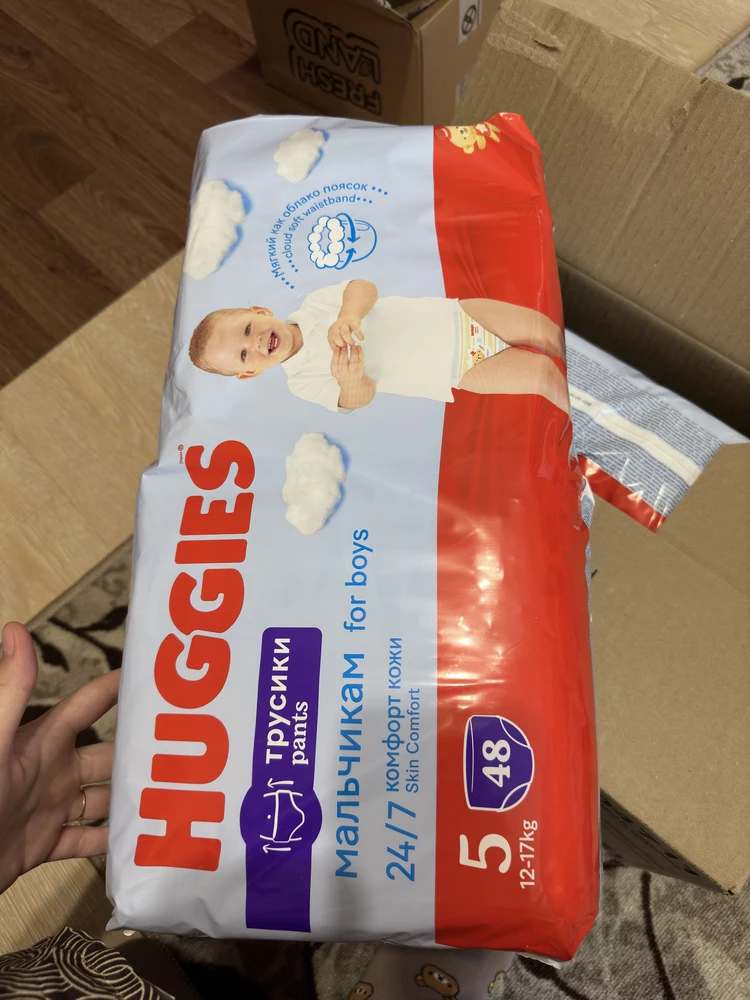 FRESH
LAND
Мягкий как облако поясок
cloud soft waistband
HUGGIES
трусики
pants
мальчикам for boys
24/7 комфорт кожи
Skin Comfort
5
48
12-17kg